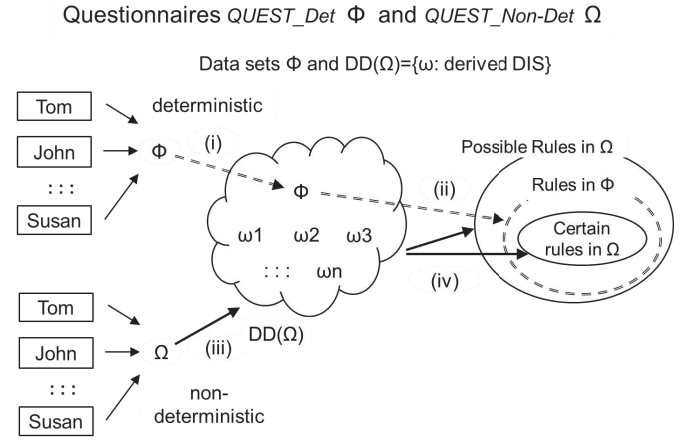 Questionnaires QUEST_Det Φ and QUEST_Non-Det Ω
Data sets Φ and DD(Ω)={ω: derived DIS}
Tom
deterministic
John
Φ
(i)
:::
Susan
Φ
ω1 ω2 ω3
::: ωn
DD(Ω)
(ii)
Possible Rules in Ω
Rules in Φ
Certain
rules in Ω
(iv)
Tom
John
Ω
(iii)
:::
Susan
non-
deterministic